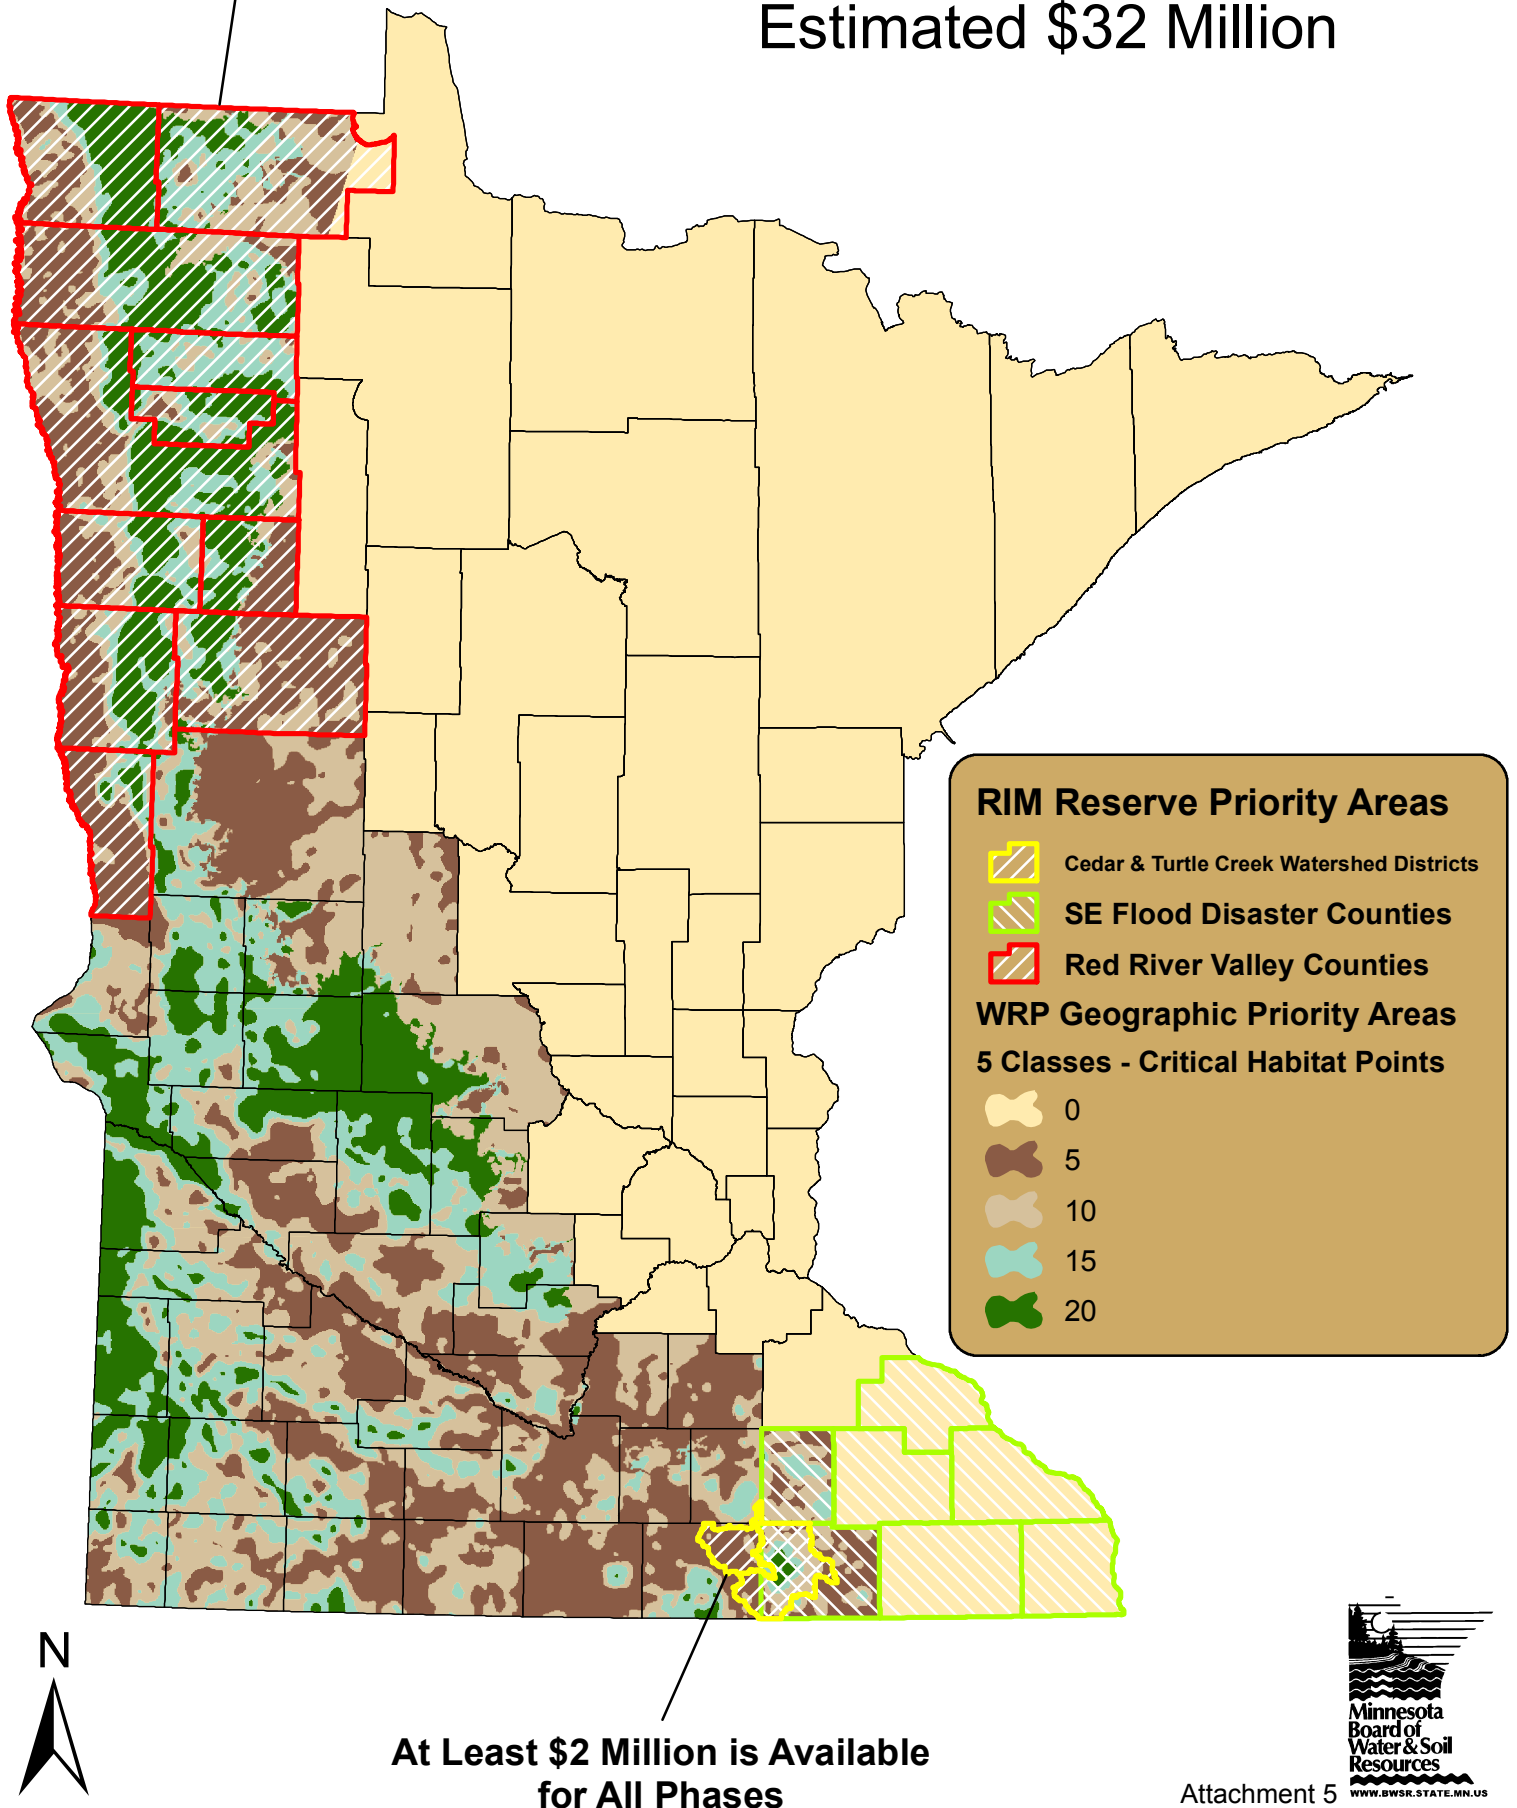 Estimated $32 Million
RIM Reserve Priority Areas
Cedar & Turtle Creek Watershed Districts
SE Flood Disaster Counties
Red River Valley Counties
WRP Geographic Priority Areas
5 Classes - Critical Habitat Points
0
5
10
15
20
N
At Least $2 Million is Available
for All Phases
Attachment 5
Minnesota
Board of
Water & Soil
Resources
WWW.BWSR.STATE.MN.US